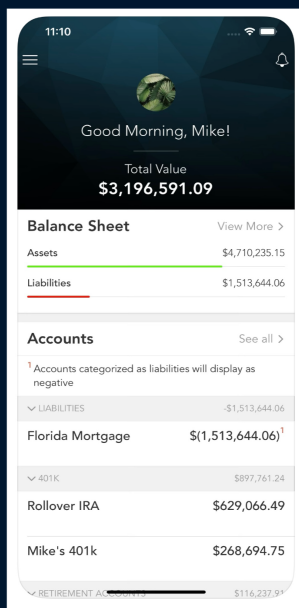 11:10
Good Morning, Mike!
Total Value
$3,196,591.09
Balance Sheet View More >
Assets $4,710,235.15
Liabilities $1,513,644.06
Accounts See all >
1 Accounts categorized as liabilities will display as
negative
LIABILITIES -$1,513,644.06
Florida Mortgage $(1,513,644.06)1
401K $897,761.24
Rollover IRA $629,066.49
Mike's 401k $268,694.75
RETIREMENT ACCOUNTS $116,237.91